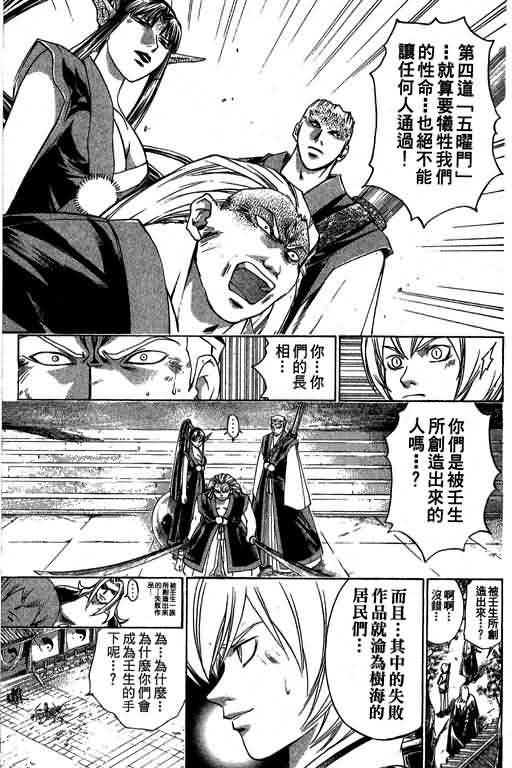 第四道「五曜門」
…就算要犧牲我們
的性命…也絕不能
讓任何人通過！
你…你
們的長
相…
你們是被壬生
所創造出來的
人嗎…？
…
被壬生所創
造出來…？
啊啊…
沒錯…
而且…其中的失敗
作品就淪為樹海的
居民們…
被壬生一族
所創造出來
的…失敗作
品…
為…為什麼
為什麼你們會
成為壬生的手
下呢…？